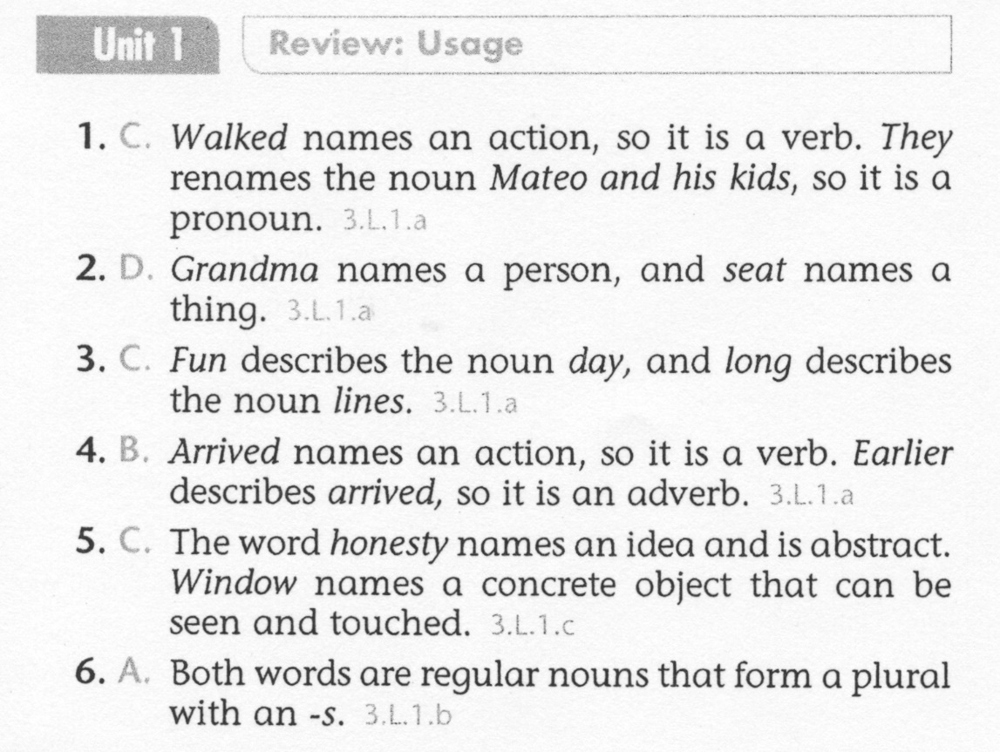 Unit 1 Review: Usage
1. C. Walked names an action, so it is a verb. They
renames the noun Mateo and his kids, so it is a
pronoun. 3.L.1.a
2. D. Grandma names a person, and seat names a
thing. 3.L.1.a
3. C. Fun describes the noun day, and long describes
the noun lines. 3.L.1.a
4. B. Arrived names an action, so it is a verb. Earlier
describes arrived, so it is an adverb. 3.L.1.a
5. C. The word honesty names an idea and is abstract.
Window names a concrete object that can be
seen and touched. 3.L.1.c
6. A. Both words are regular nouns that form a plural
with an -s. 3.L.1.b